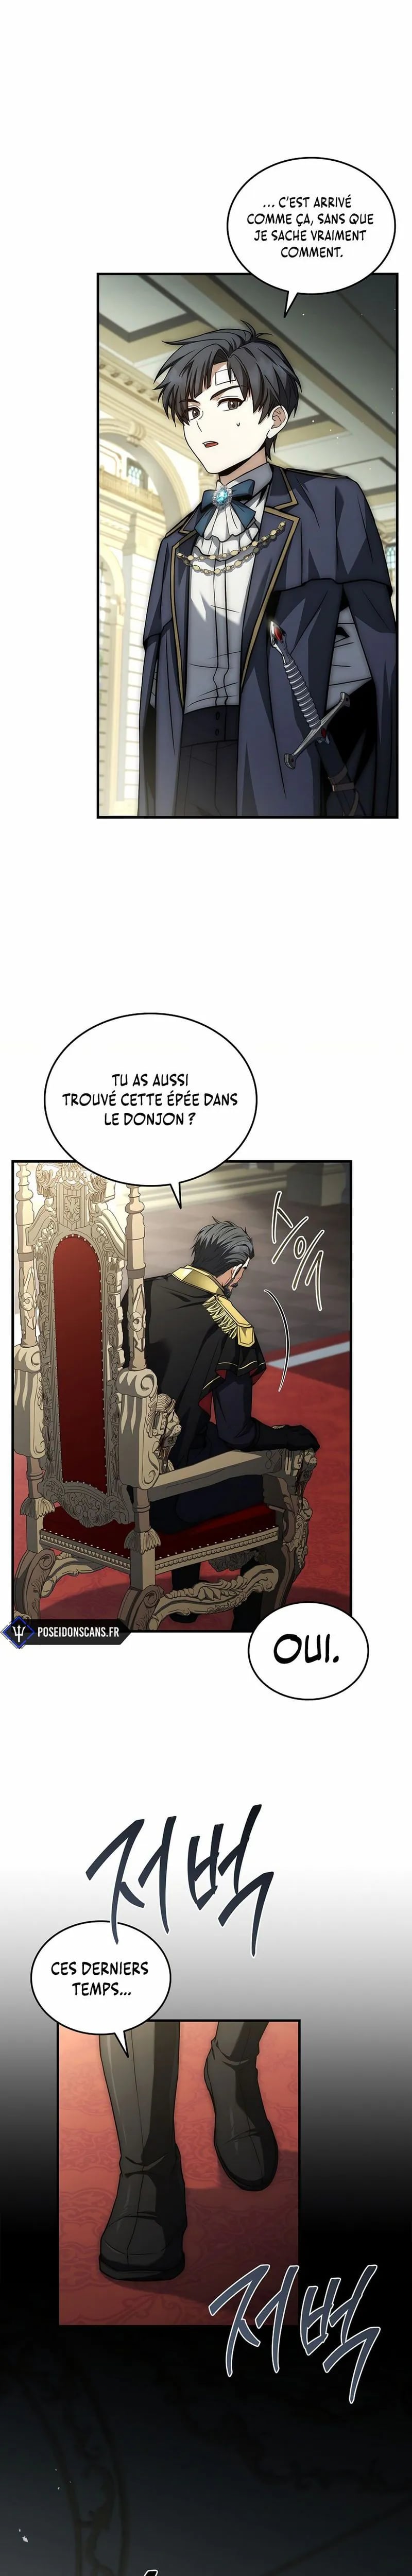 ... C'EST ARRIVÉ
COMME ÇA, SANS QUE
JE SACHE VRAIMENT
COMMENT.
TU AS AUSSI
TROUVÉ CETTE ÉPÉE DANS
LE DONJON ?
스윽
POSEIDONSCANS.FR
OUI.
저벅
CES DERNIERS
TEMPS...
저벅